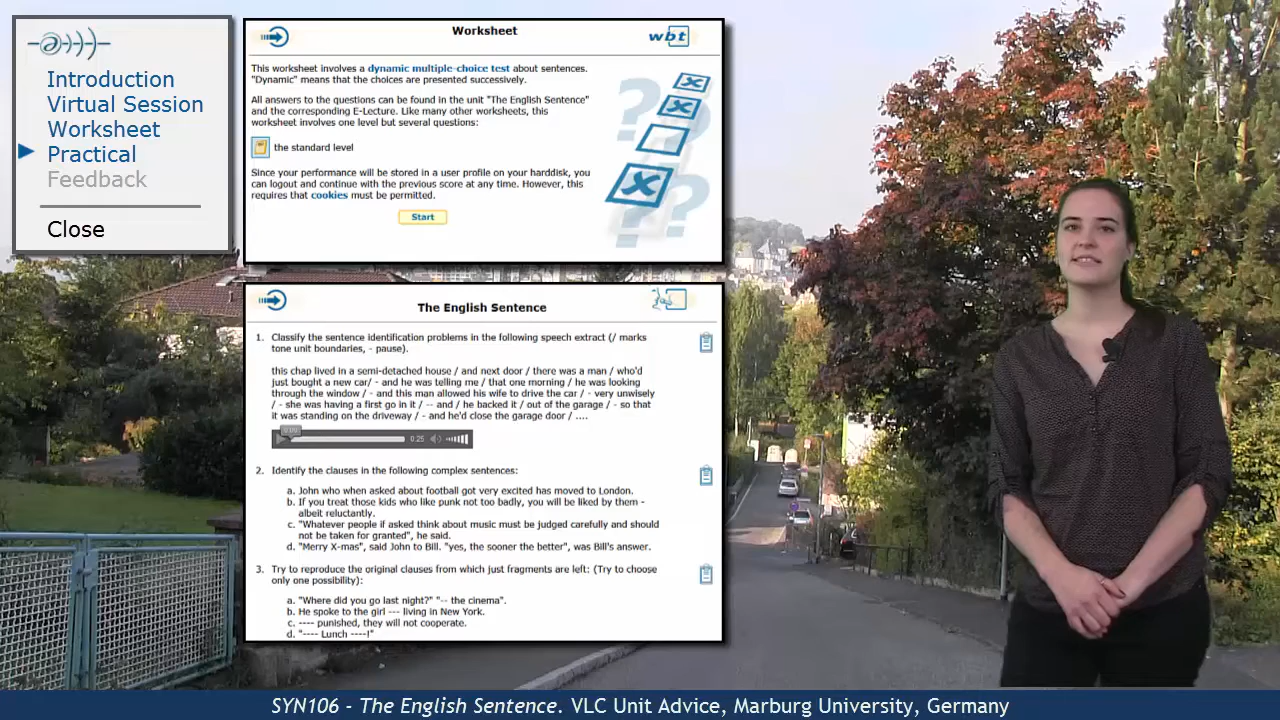 Introduction
Virtual Session
Worksheet
Practical
Feedback
Close
Worksheet
wbt
This worksheet involves a dynamic multiple-choice test about sentences.
"Dynamic" means that the choices are presented successively.
All answers to the questions can be found in the unit "The English Sentence"
and the corresponding E-Lecture. Like many other worksheets, this
worksheet involves one level but several questions:
the standard level
Since your performance will be stored in a user profile on your harddisk, you
can logout and continue with the previous score at any time. However, this
requires that cookies must be permitted.
Start
The English Sentence
1. Classify the sentence identification problems in the following speech extract (/ marks
tone unit boundaries, - pause).
this chap lived in a semi-detached house / and next door / there was a man / who'd
just bought a new car/ - and he was telling me / that one morning / he was looking
through the window / - and this man allowed his wife to drive the car / - very unwisely
/ - she was having a first go in it / -- and / he backed it / out of the garage / - so that
it was standing on the driveway / - and he'd close the garage door / ....
0:00
0:25
2. Identify the clauses in the following complex sentences:
a. John who when asked about football got very excited has moved to London.
b. If you treat those kids who like punk not too badly, you will be liked by them -
albeit reluctantly.
c. "Whatever people if asked think about music must be judged carefully and should
not be taken for granted", he said.
d. "Merry X-mas", said John to Bill. "yes, the sooner the better", was Bill's answer.
3. Try to reproduce the original clauses from which just fragments are left: (Try to choose
only one possibility):
a. "Where did you go last night?" "-- the cinema".
b. He spoke to the girl --- living in New York.
c. ---- punished, they will not cooperate.
d. "---- Lunch ----!"
SYN106 - The English Sentence. VLC Unit Advice, Marburg University, Germany